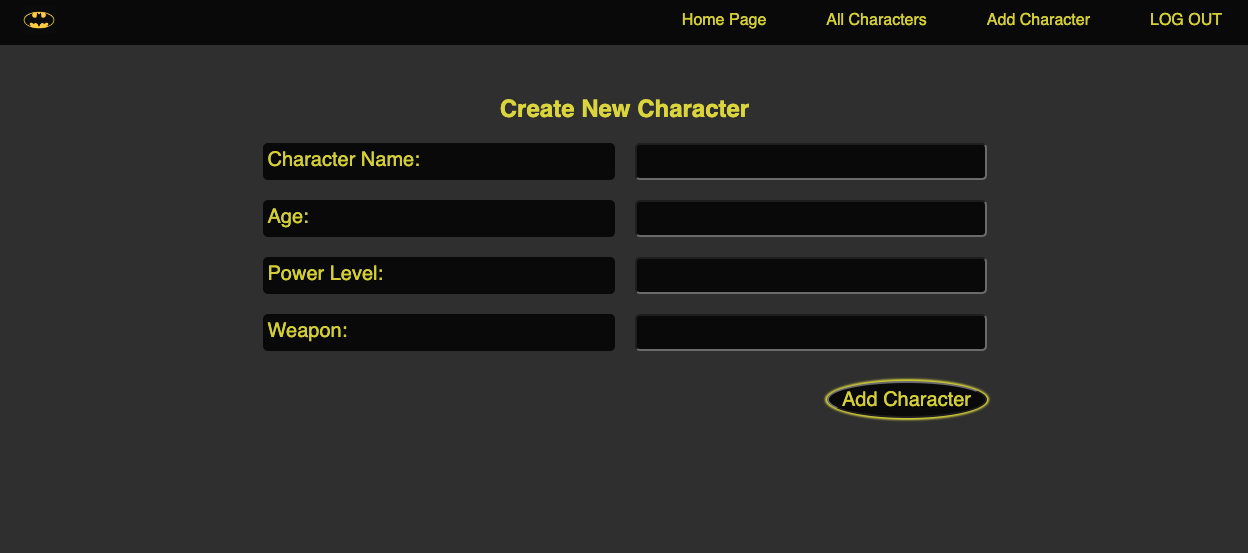 Home Page All Characters Add Character LOG OUT
Create New Character
Character Name:
Age:
Power Level:
Weapon:
Add Character